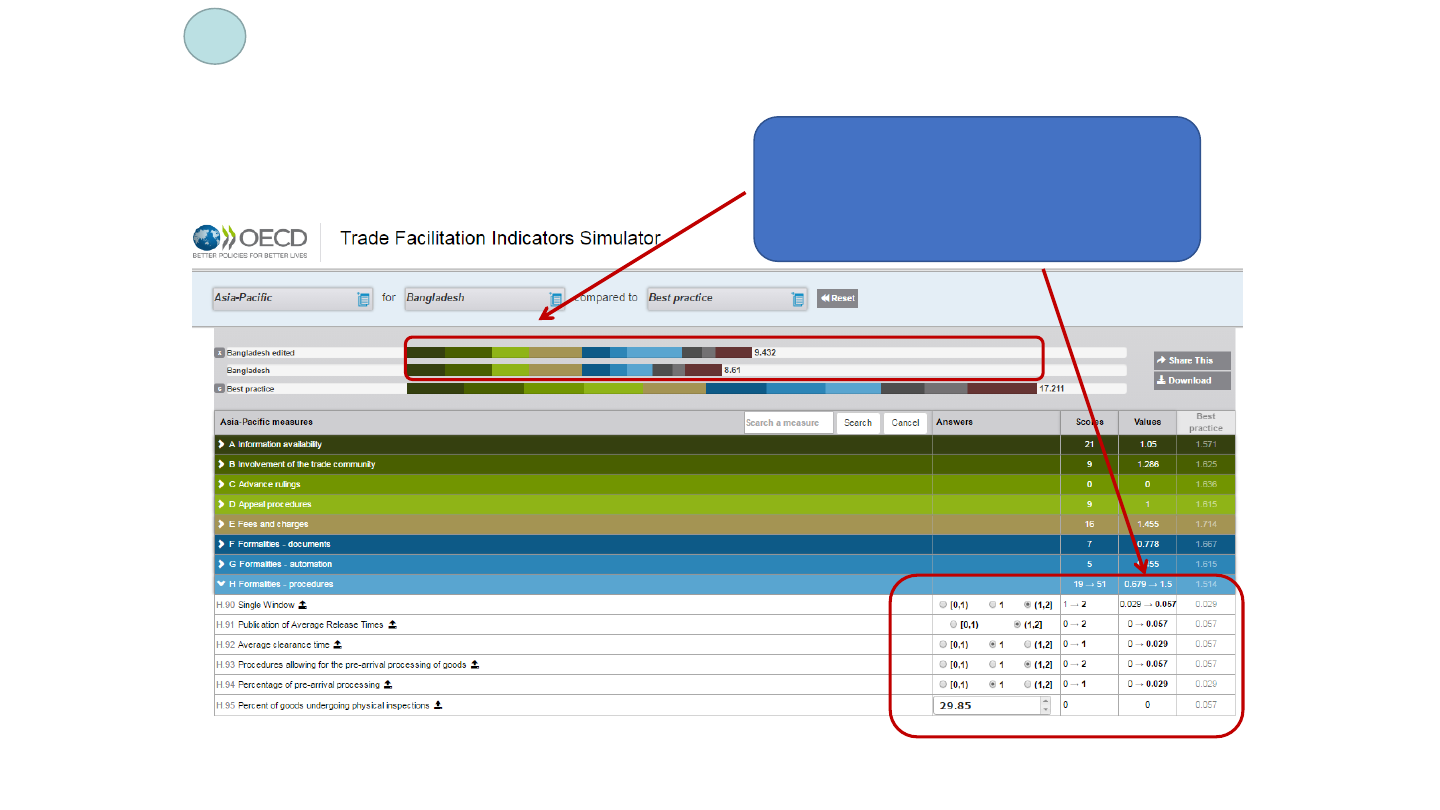 OECD
BETTER POLICIES FOR BETTER LIVES
Trade Facilitation Indicators Simulator
Asia-Pacific for Bangladesh compared to Best practice Reset
x Bangladesh edited 9.432
Bangladesh 8.61
Best practice 17.211
Share This
Download
Asia-Pacific measures Search a measure Search Cancel Answers Scores Values Best practice
A Information availability 21 1.05 1.571
B Involvement of the trade community 9 1.286 1.625
C Advance rulings 0 0 1.636
D Appeal procedures 9 1 1.615
E Fees and charges 16 1.455 1.714
F Formalities - documents 7 0.778 1.667
G Formalities - automation 5 1.615
H Formalities - procedures 19 → 51 0.679 → 1.5 1.514
H.90 Single Window [0,1) 1 (1,2] 1 → 2 0.029 → 0.057 0.029
H.91 Publication of Average Release Times [0,1) (1,2] 0 → 2 0 → 0.057 0.057
H.92 Average clearance time [0,1) 1 (1,2] 0 → 1 0 → 0.029 0.057
H.93 Procedures allowing for the pre-arrival processing of goods [0,1) 1 (1,2] 0 → 2 0 → 0.057 0.057
H.94 Percentage of pre-arrival processing [0,1) 1 (1,2] 0 → 1 0 → 0.029 0.029
H.95 Percent of goods undergoing physical inspections 29.85 0 0 0.057